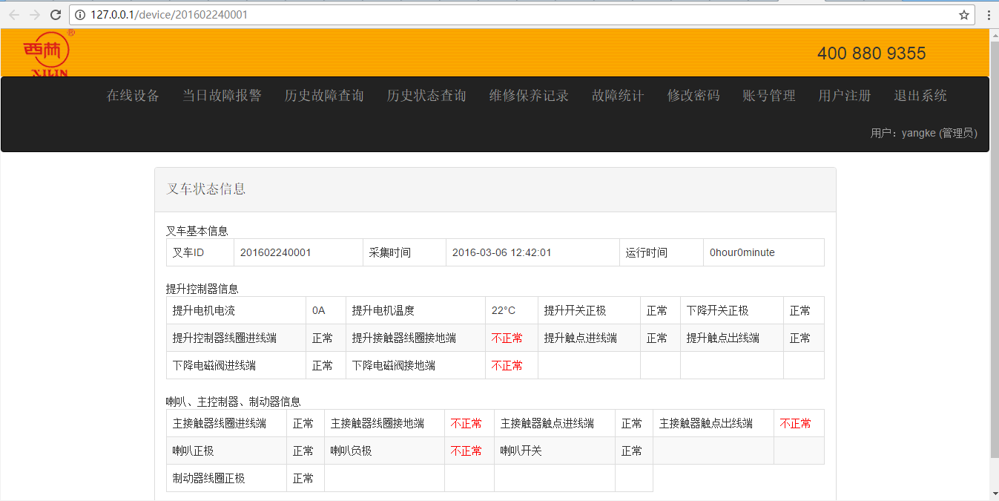 127.0.0.1/device/201602240001
西林®
XILIN
400 880 9355
在线设备 当日故障报警 历史故障查询 历史状态查询 维修保养记录 故障统计 修改密码 账号管理 用户注册 退出系统
用户：yangke (管理员)
叉车状态信息
叉车基本信息
叉车ID 201602240001 采集时间 2016-03-06 12:42:01 运行时间 0hour0minute
提升控制器信息
提升电机电流 0A 提升电机温度 22°C 提升开关正极 正常 下降开关正极 正常
提升控制器线圈进线端 正常 提升接触器线圈接地端 不正常 提升触点进线端 正常 提升触点出线端 正常
下降电磁阀进线端 正常 下降电磁阀接地端 不正常
喇叭、主控制器、制动器信息
主接触器线圈进线端 正常 主接触器线圈接地端 不正常 主接触器触点进线端 正常 主接触器触点出线端 不正常
喇叭正极 正常 喇叭负极 不正常 喇叭开关 正常
制动器线圈正极 正常